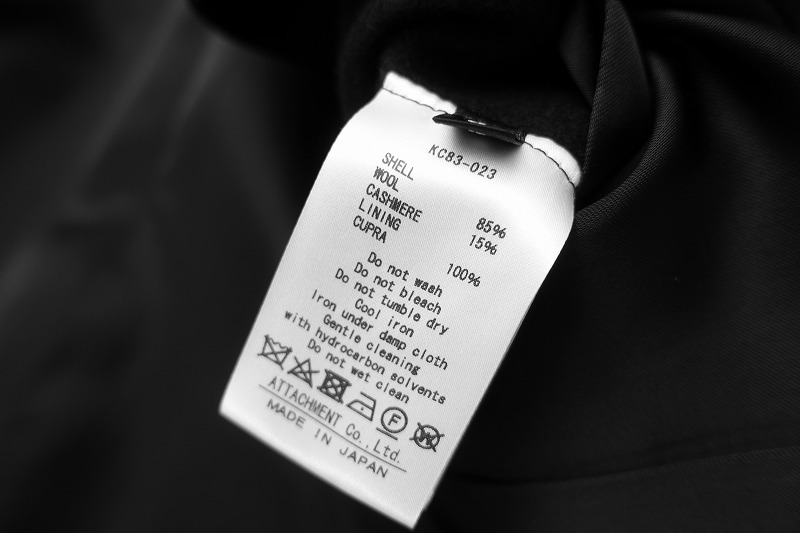 KC83-023
SHELL
WOOL 85%
CASHMERE 15%
LINING
CUPRA 100%
Do not wash
Do not bleach
Do not tumble dry
Cool iron
Iron under damp cloth
Gentle cleaning
with hydrocarbon solvents
Do not wet clean
F W
ATTACHMENT Co.,Ltd.
MADE IN JAPAN